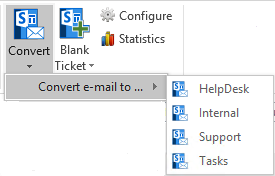 Convert
Blank
Ticket
Configure
Statistics
Convert e-mail to ...
HelpDesk
Internal
Support
Tasks